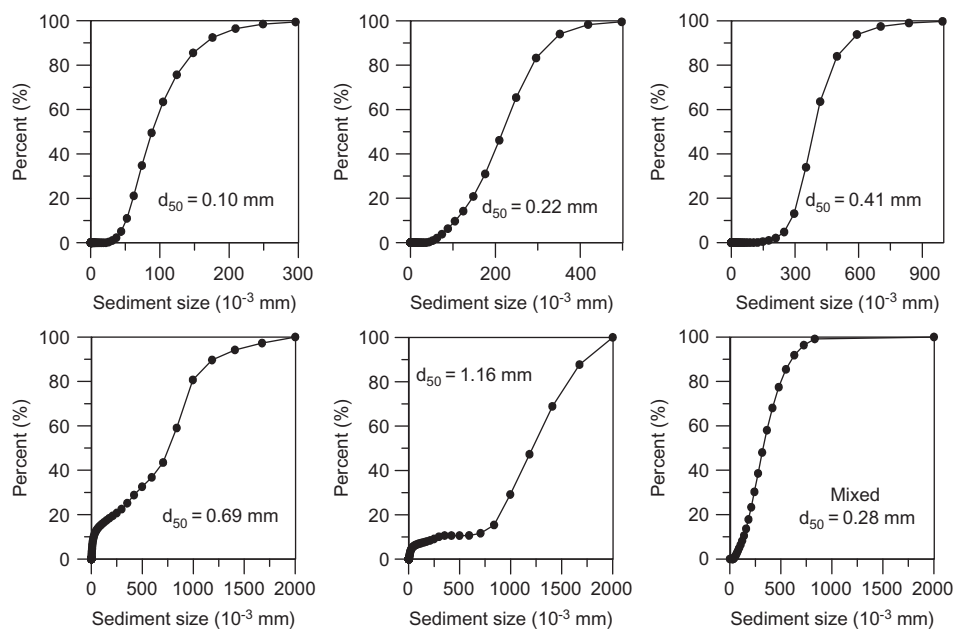 100
80
60
40
20
0
Percent (%)
d50 = 0.10 mm
0 100 200 300
Sediment size (10-3 mm)
100
80
60
40
20
0
Percent (%)
d50 = 0.22 mm
0 200 400
Sediment size (10-3 mm)
100
80
60
40
20
0
Percent (%)
d50 = 0.41 mm
0 300 600 900
Sediment size (10-3 mm)
100
80
60
40
20
0
Percent (%)
d50 = 0.69 mm
0 500 1000 1500 2000
Sediment size (10-3 mm)
100
80
60
40
20
0
Percent (%)
d50 = 1.16 mm
0 500 1000 1500 2000
Sediment size (10-3 mm)
100
80
60
40
20
0
Percent (%)
Mixed
d50 = 0.28 mm
0 500 1000 1500 2000
Sediment size (10-3 mm)